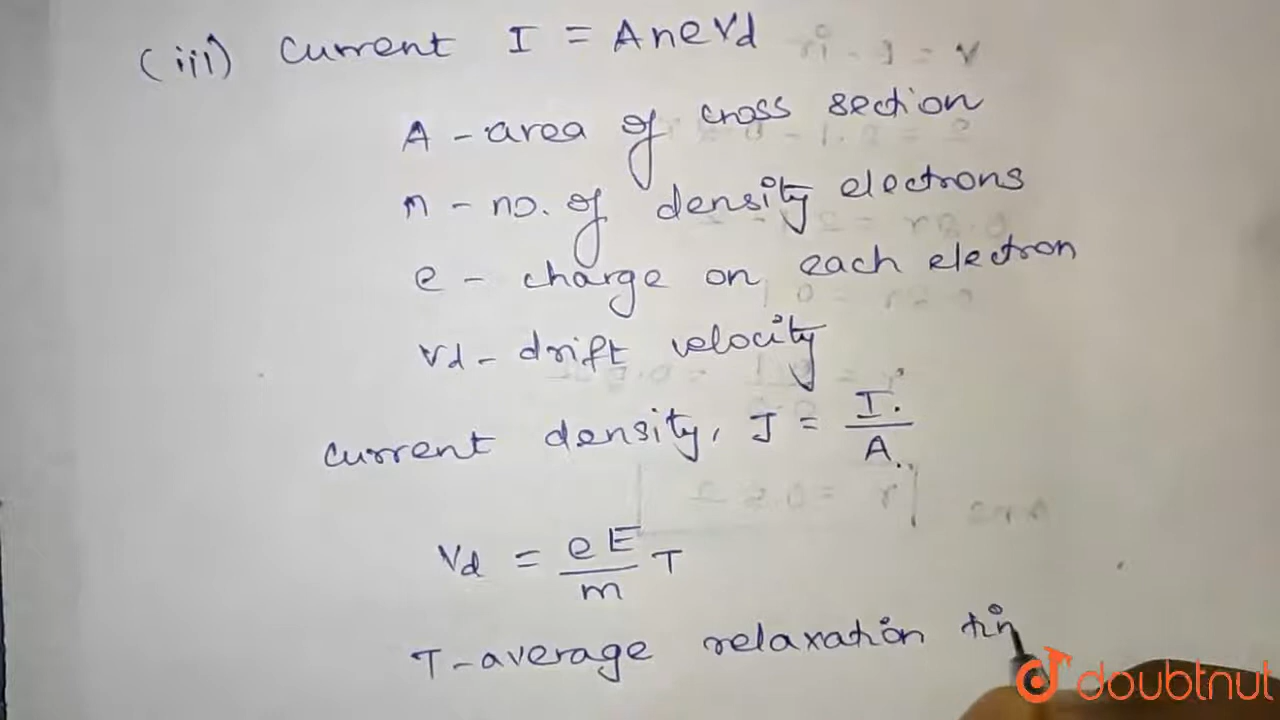 (iii) Current I = AneVd
A - area of cross section
n - no. of density electrons
e - charge on each electron
Vd - drift velocity
current density, J = I/A
Vd = eE/m T
T - average relaxation tim
doubtnut